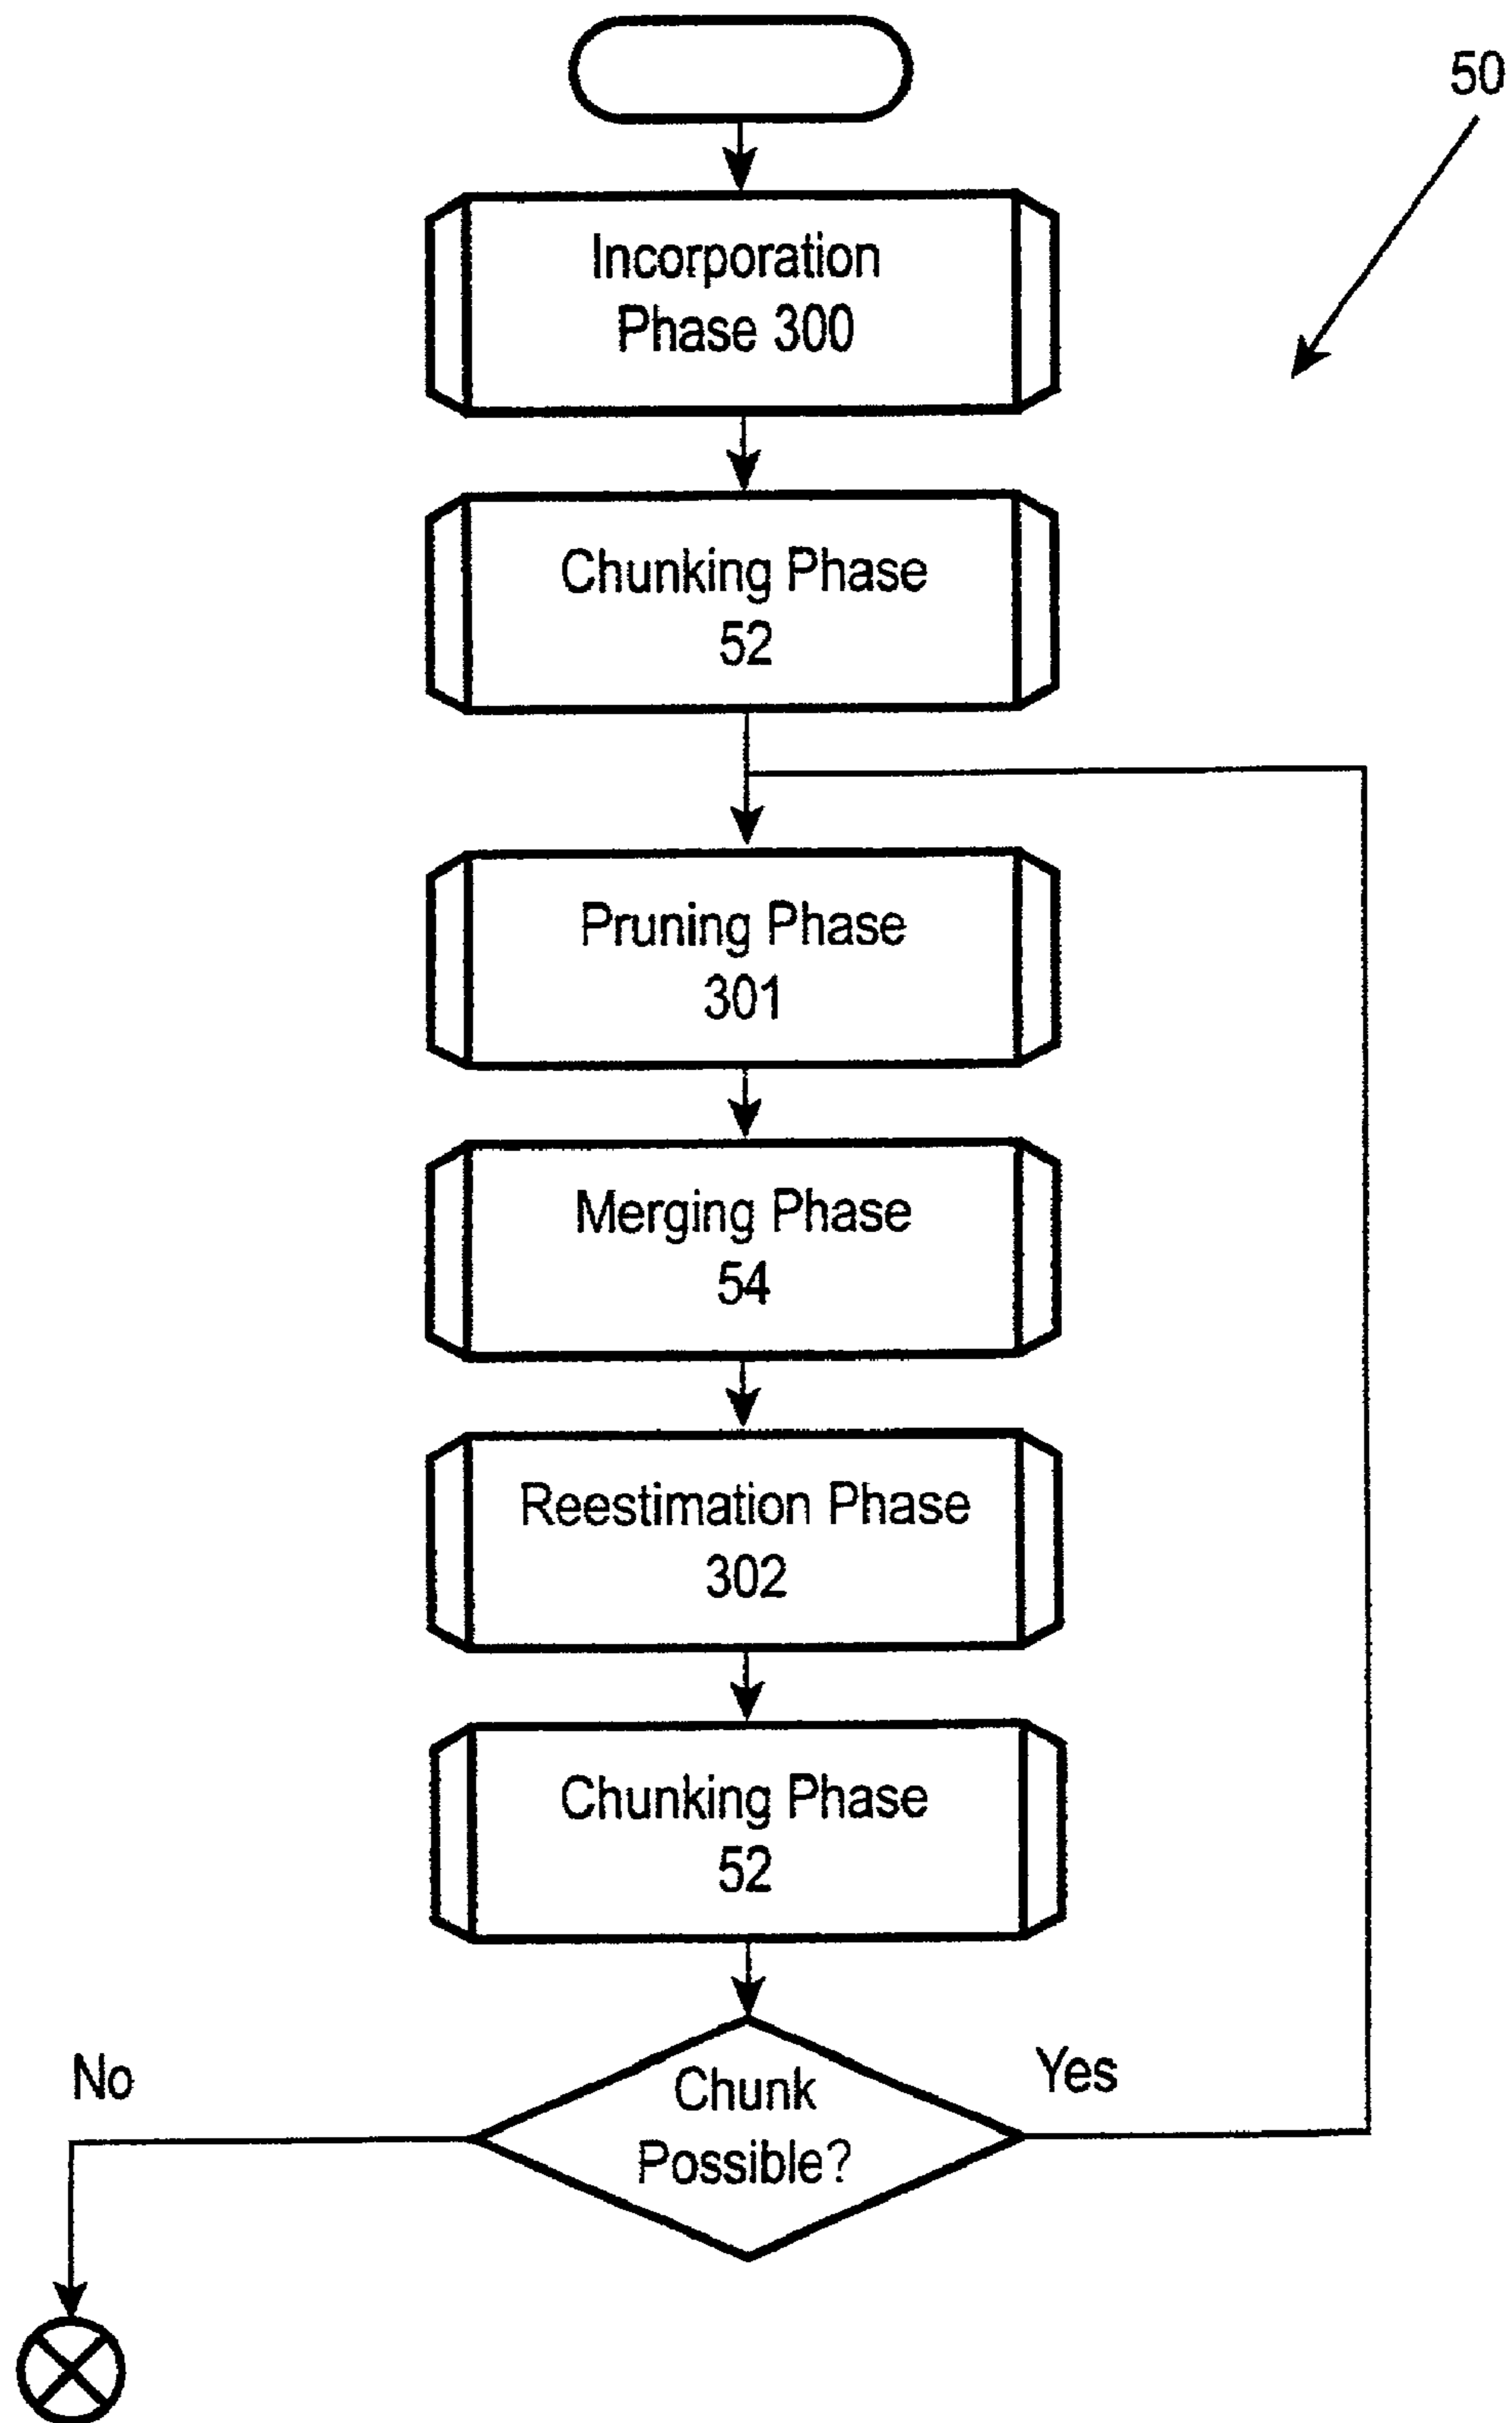 50
Incorporation
Phase 300
Chunking Phase
52
Pruning Phase
301
Merging Phase
54
Reestimation Phase
302
Chunking Phase
52
No
Yes
Chunk
Possible?